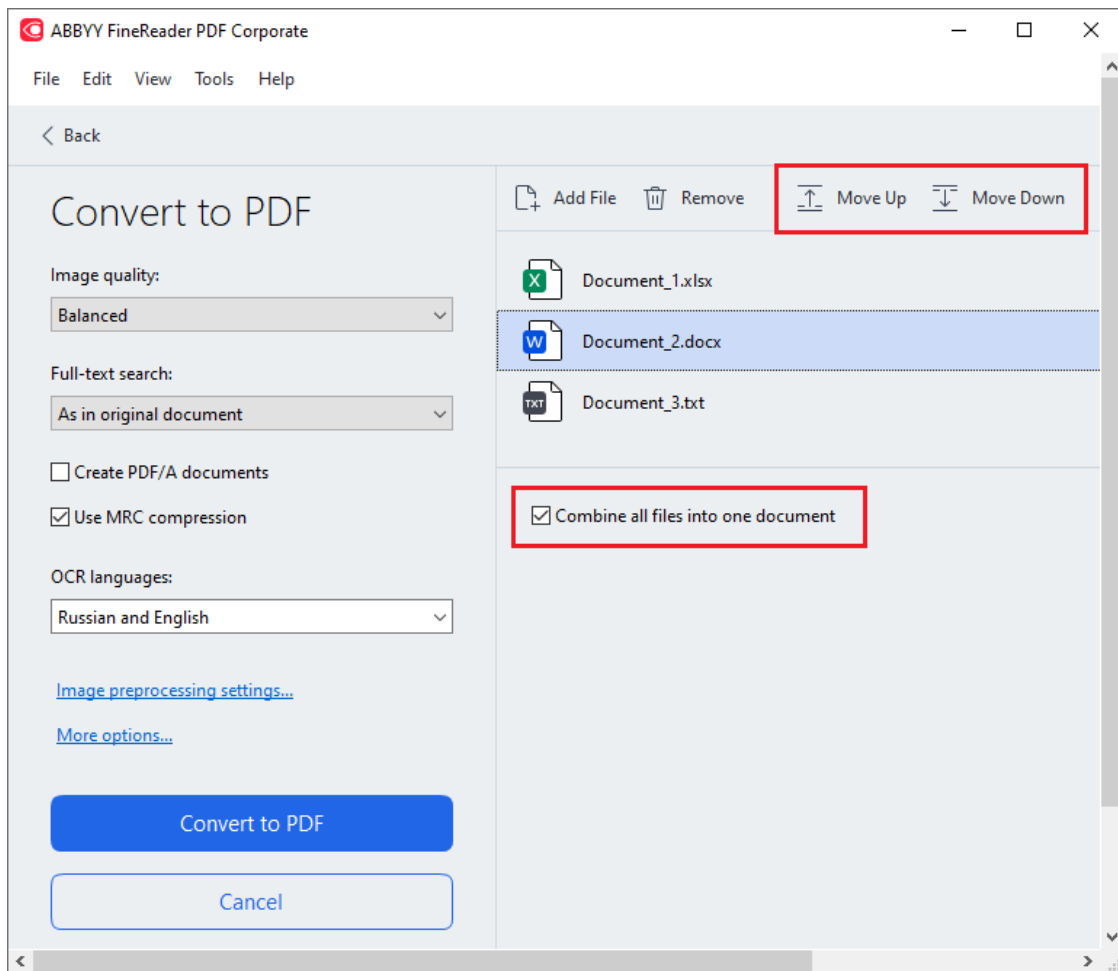 ABBYY FineReader PDF Corporate
File Edit View Tools Help
Back
Convert to PDF
Image quality:
Balanced
Full-text search:
As in original document
Create PDF/A documents
Use MRC compression
OCR languages:
Russian and English
Image preprocessing settings...
More options...
Convert to PDF
Cancel
Add File Remove Move Up Move Down
X Document_1.xlsx
W Document_2.docx
TXT Document_3.txt
Combine all files into one document